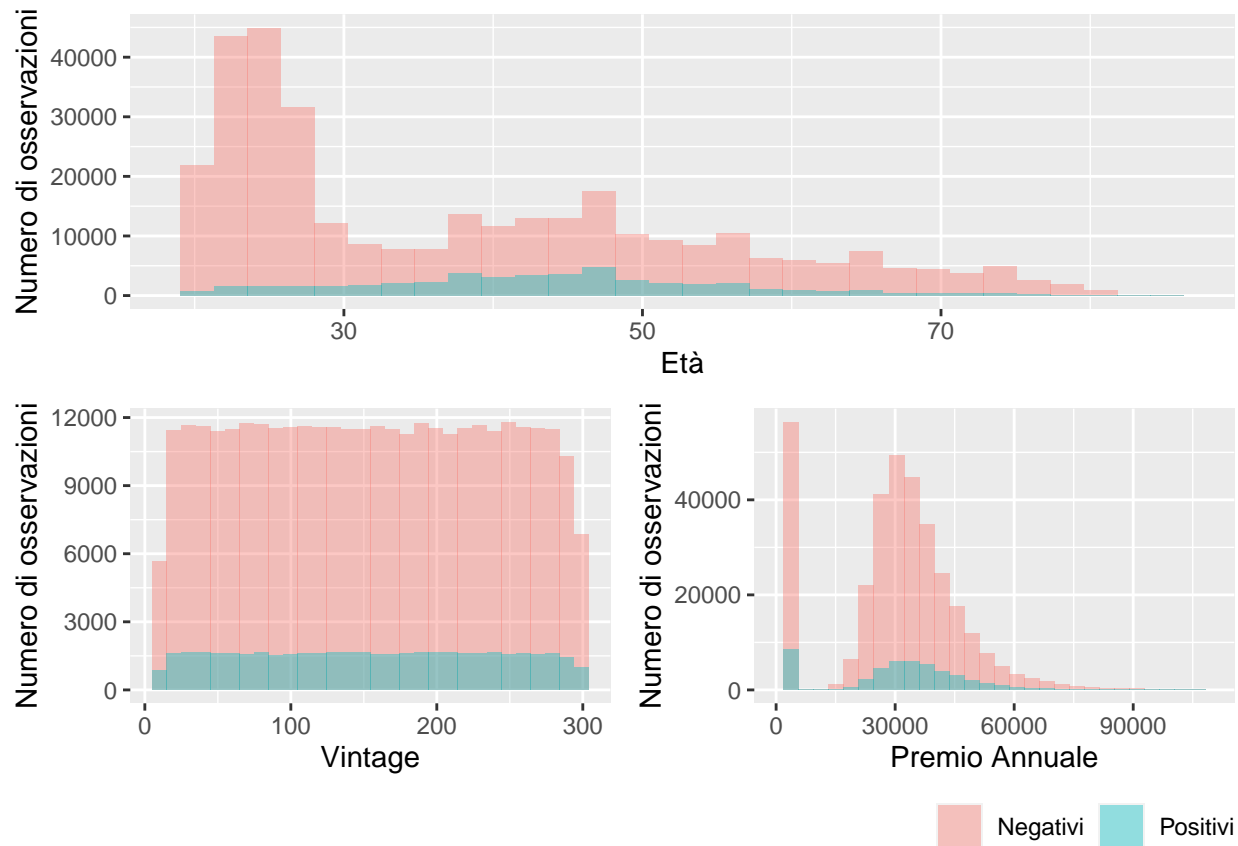 Numero di osservazioni
40000
30000
20000
10000
0
30 50 70
Età
Numero di osservazioni
12000
9000
6000
3000
0
0 100 200 300
Vintage
Numero di osservazioni
40000
20000
0
0 30000 60000 90000
Premio Annuale
Negativi Positivi